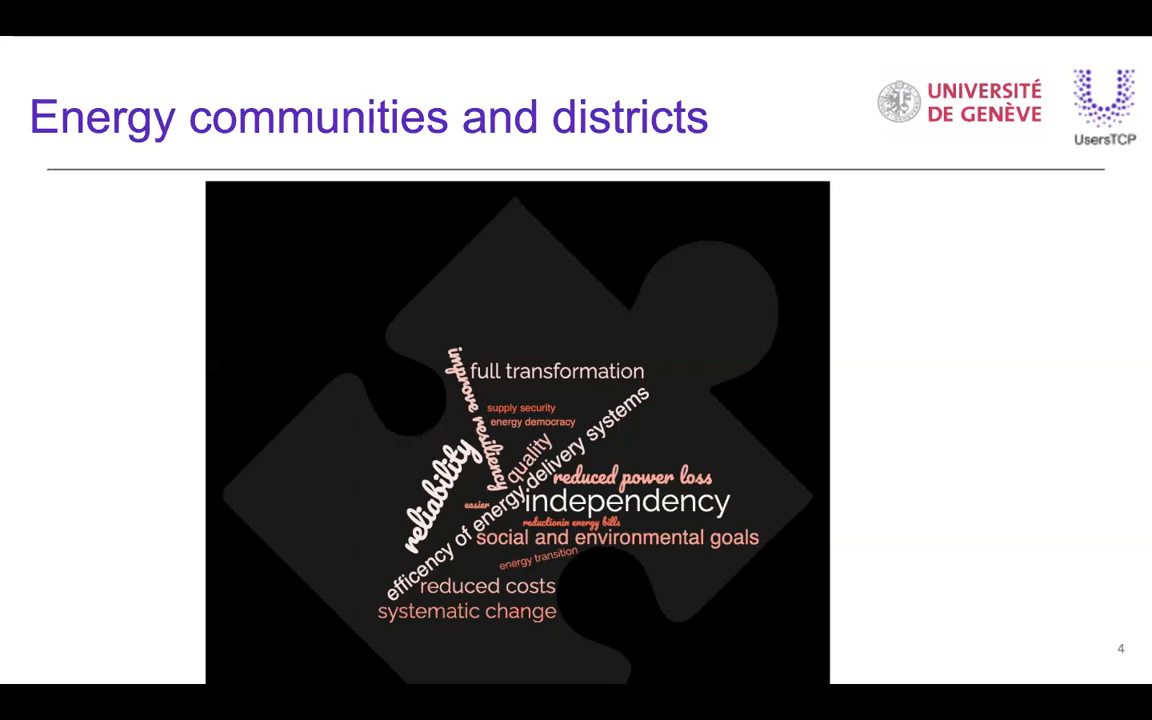 Energy communities and districts
UNIVERSITÉ
DE GENÈVE
UsersTCP
improve resiliency
full transformation
supply security
energy democracy
quality
efficency of energy delivery systems
reliability
reduced power loss
easier
independency
reductionin energy bills
social and environmental goals
energy transition
reduced costs
systematic change
4